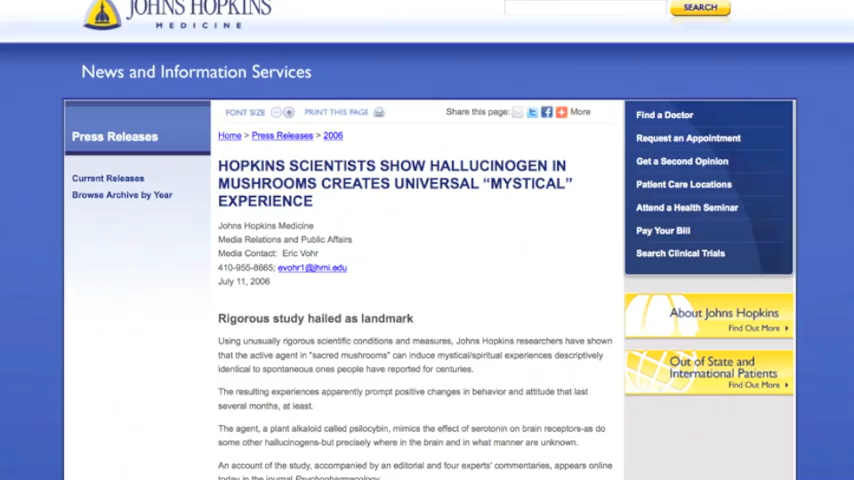 JOHNS HOPKINS
MEDICINE
SEARCH
News and Information Services
FONT SIZE
PRINT THIS PAGE
Share this page:
More
Press Releases
Current Releases
Browse Archive by Year
Home > Press Releases > 2006
HOPKINS SCIENTISTS SHOW HALLUCINOGEN IN
MUSHROOMS CREATES UNIVERSAL “MYSTICAL”
EXPERIENCE
Johns Hopkins Medicine
Media Relations and Public Affairs
Media Contact: Eric Vohr
410-955-8665; evohr1@jhmi.edu
July 11, 2006
Rigorous study hailed as landmark
Using unusually rigorous scientific conditions and measures, Johns Hopkins researchers have shown
that the active agent in "sacred mushrooms" can induce mystical/spiritual experiences descriptively
identical to spontaneous ones people have reported for centuries.
The resulting experiences apparently prompt positive changes in behavior and attitude that last
several months, at least.
The agent, a plant alkaloid called psilocybin, mimics the effect of serotonin on brain receptors-as do
some other hallucinogens-but precisely where in the brain and in what manner are unknown.
An account of the study, accompanied by an editorial and four experts' commentaries, appears online
today in the journal Psychopharmacology.
Find a Doctor
Request an Appointment
Get a Second Opinion
Patient Care Locations
Attend a Health Seminar
Pay Your Bill
Search Clinical Trials
About Johns Hopkins
Find Out More
Out of State and
International Patients
Find Out More